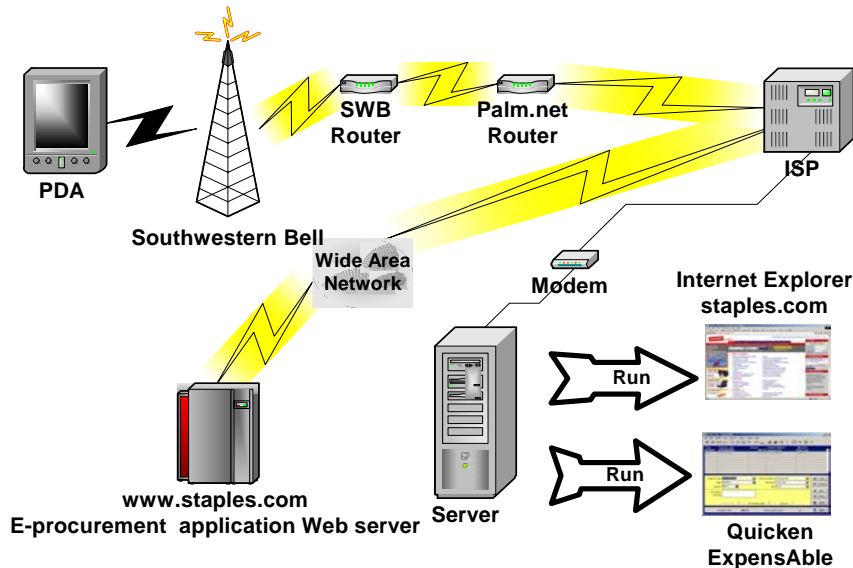 SWB
Router
Palm.net
Router
PDA
ISP
Southwestern Bell
Wide Area
Network
Modem
Internet Explorer
staples.com
Run
Run
www.staples.com
E-procurement application Web server
Server
Quicken
ExpensAble